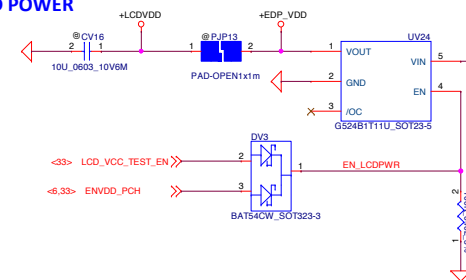 POWER
+LCDVDD
+EDP_VDD
@CV16
@PJP13
UV24
2 1
1 2
1 VOUT
VIN 5
10U_0603_10V6M
PAD-OPEN1x1m
2 GND
EN 4
3 /OC
G524B1T11U_SOT23-5
DV3
<33> LCD_VCC_TEST_EN
2
1
EN_LCDPWR
<6,33> ENVDD_PCH
3
BAT54CW_SOT323-3
2
1